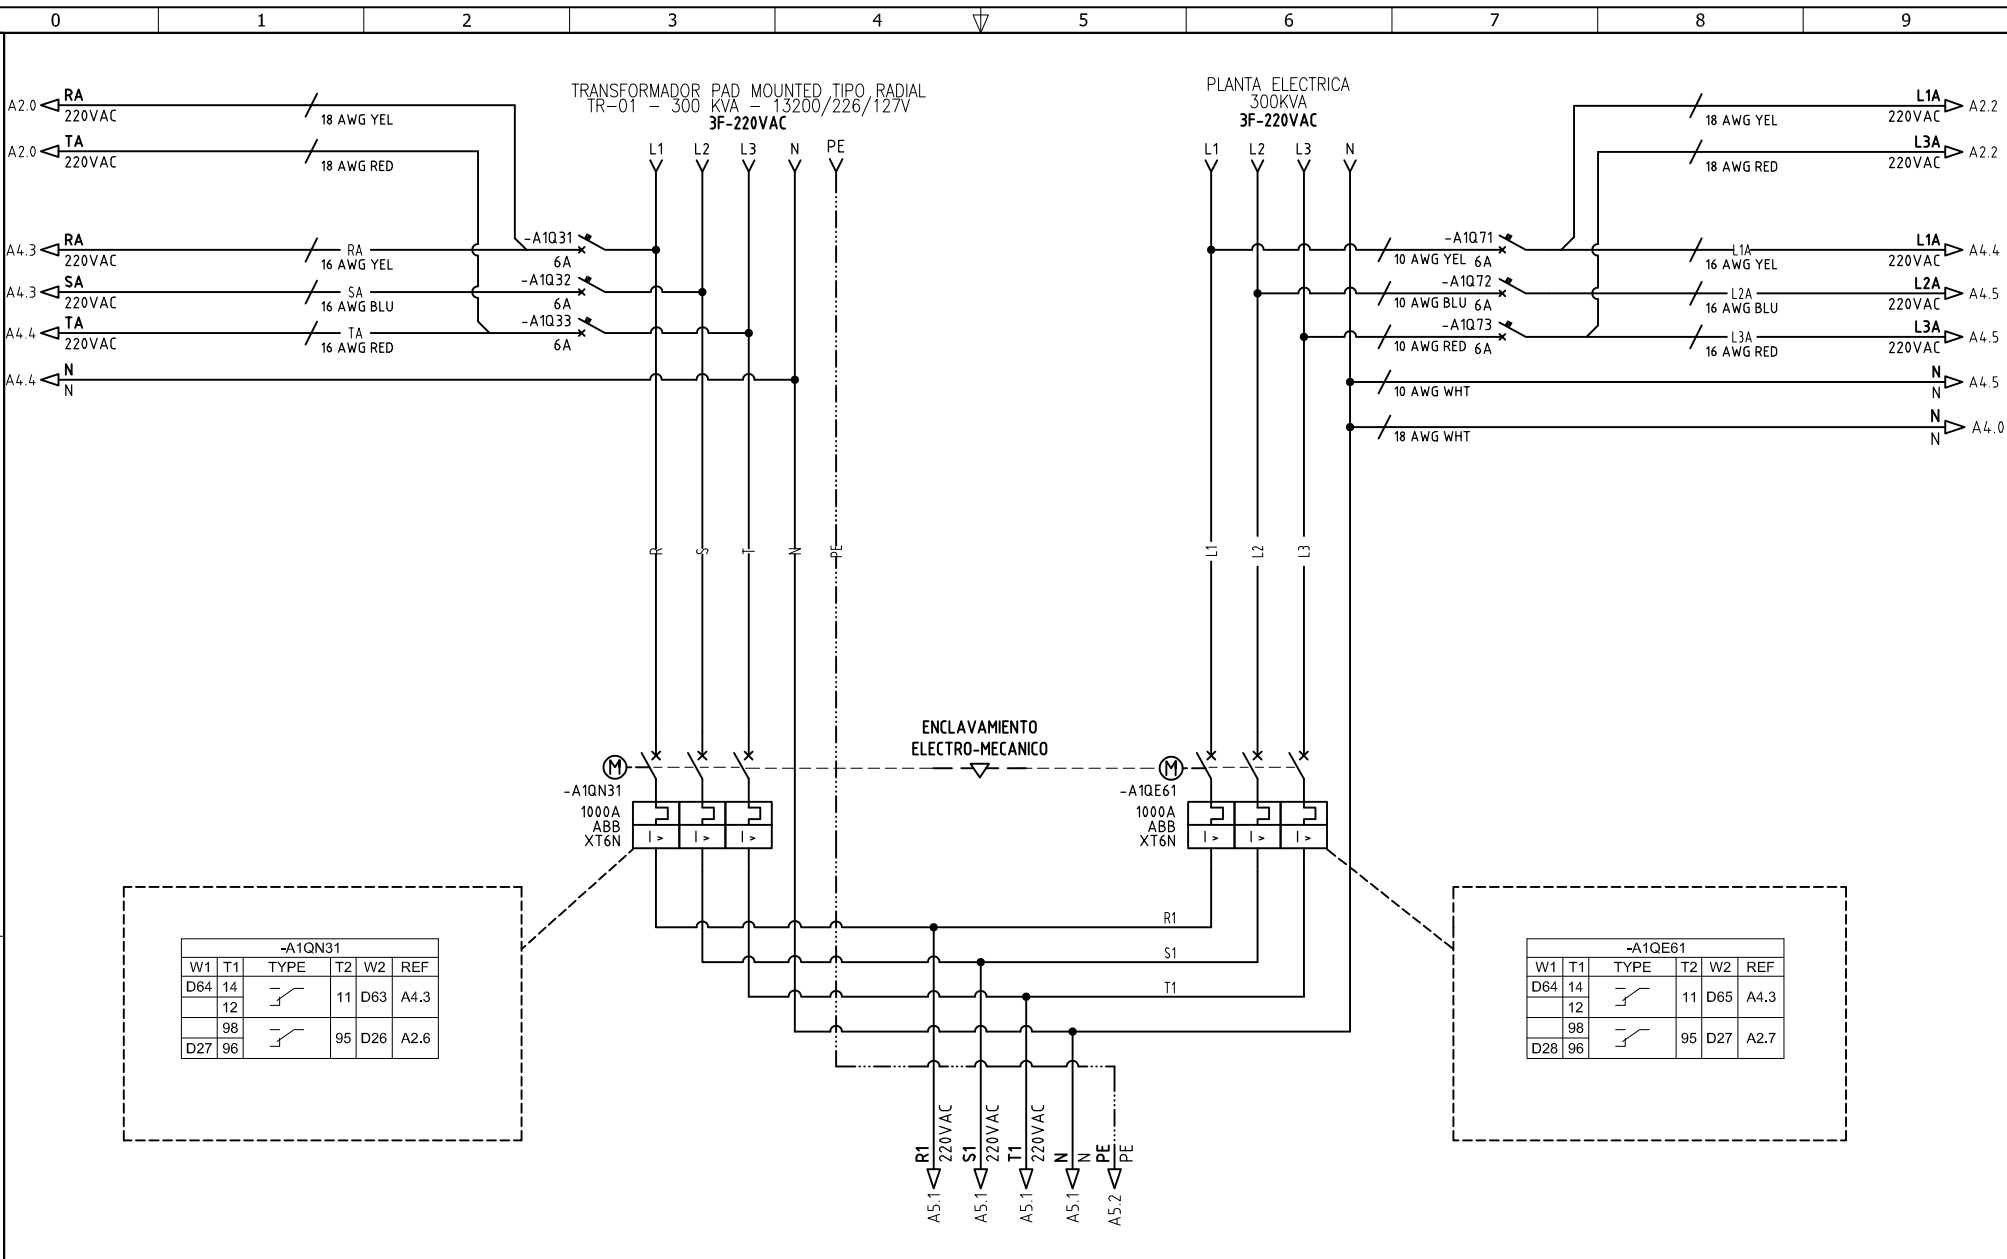 0 1 2 3 4 5 6 7 8 9
TRANSFORMADOR PAD MOUNTED TIPO RADIAL
TR-01 - 300 KVA - 13200/226/127V
3F-220VAC
L1 L2 L3 N PE
PLANTA ELECTRICA
300KVA
3F-220VAC
L1 L2 L3 N
A2.0 RA
220VAC
18 AWG YEL
A2.0 TA
220VAC
18 AWG RED
A4.3 RA
220VAC
RA
16 AWG YEL
-A1Q31
6A
A4.3 SA
220VAC
SA
16 AWG BLU
-A1Q32
6A
A4.4 TA
220VAC
TA
16 AWG RED
-A1Q33
6A
A4.4 N
N
18 AWG YEL
L1A A2.2
220VAC
18 AWG RED
L3A A2.2
220VAC
-A1Q71
10 AWG YEL 6A
L1A
16 AWG YEL
L1A A4.4
220VAC
-A1Q72
10 AWG BLU 6A
L2A
16 AWG BLU
L2A A4.5
220VAC
-A1Q73
10 AWG RED 6A
L3A
16 AWG RED
L3A A4.5
220VAC
10 AWG WHT
N A4.5
N
18 AWG WHT
N A4.0
N
R S T N PE
L1 L2 L3
ENCLAVAMIENTO
ELECTRO-MECANICO
M
-A1QN31
1000A
ABB
XT6N
I > I > I >
M
-A1QE61
1000A
ABB
XT6N
I > I > I >
R1
S1
T1
-A1QN31
W1 T1 TYPE T2 W2 REF
D64 14 11 D63 A4.3
12
98 95 D26 A2.6
D27 96
-A1QE61
W1 T1 TYPE T2 W2 REF
D64 14 11 D65 A4.3
12
98 95 D27 A2.7
D28 96
R1
220VAC
A5.1
S1
220VAC
A5.1
T1
220VAC
A5.1
N
N
A5.1
PE
PE
A5.2